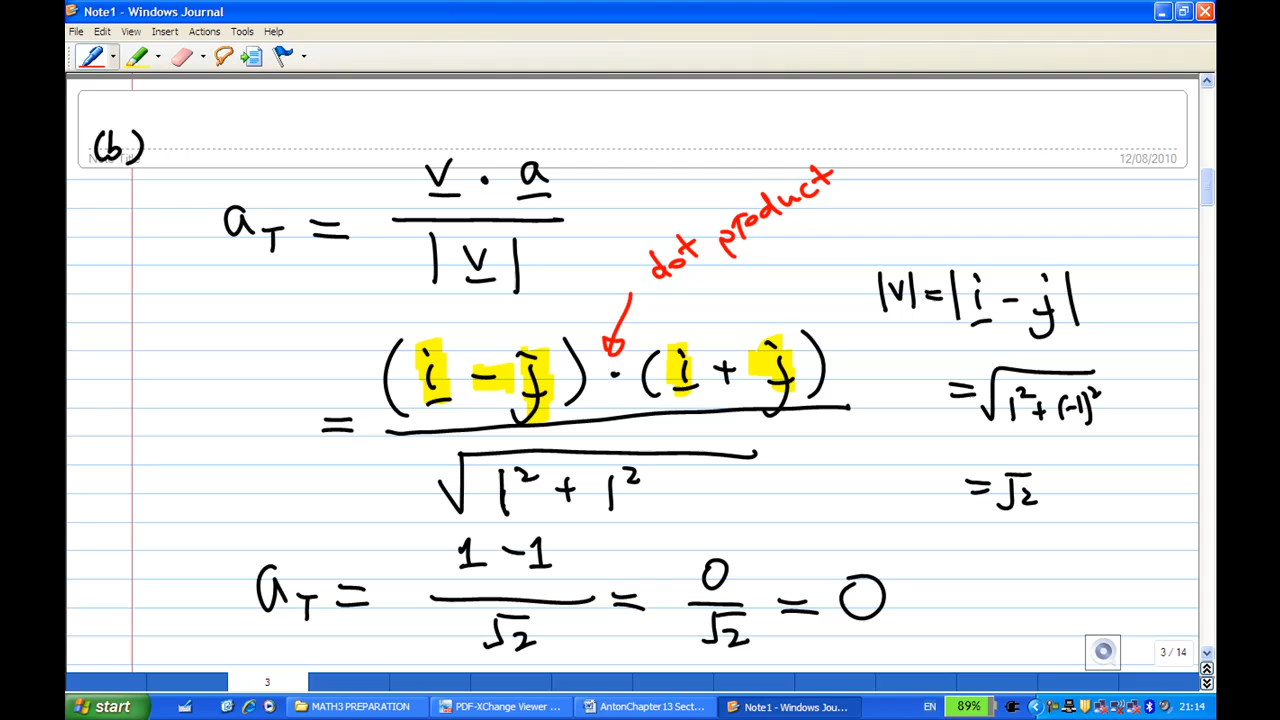 Note1 - Windows Journal
File Edit View Insert Actions Tools Help
(b)
12/08/2010
a_T = v · a / |v|
dot product
|v| = |i - j|
= (i - j) · (i + j) / √(1² + 1²)
= √(1² + (-1)²)
= √2
a_T = 1 - 1 / √2 = 0 / √2 = 0
3 / 14
3
start
MATH3 PREPARATION
PDF-XChange Viewer ...
AntonChapter13 Sect...
Note1 - Windows Jou...
EN
89%
21:14